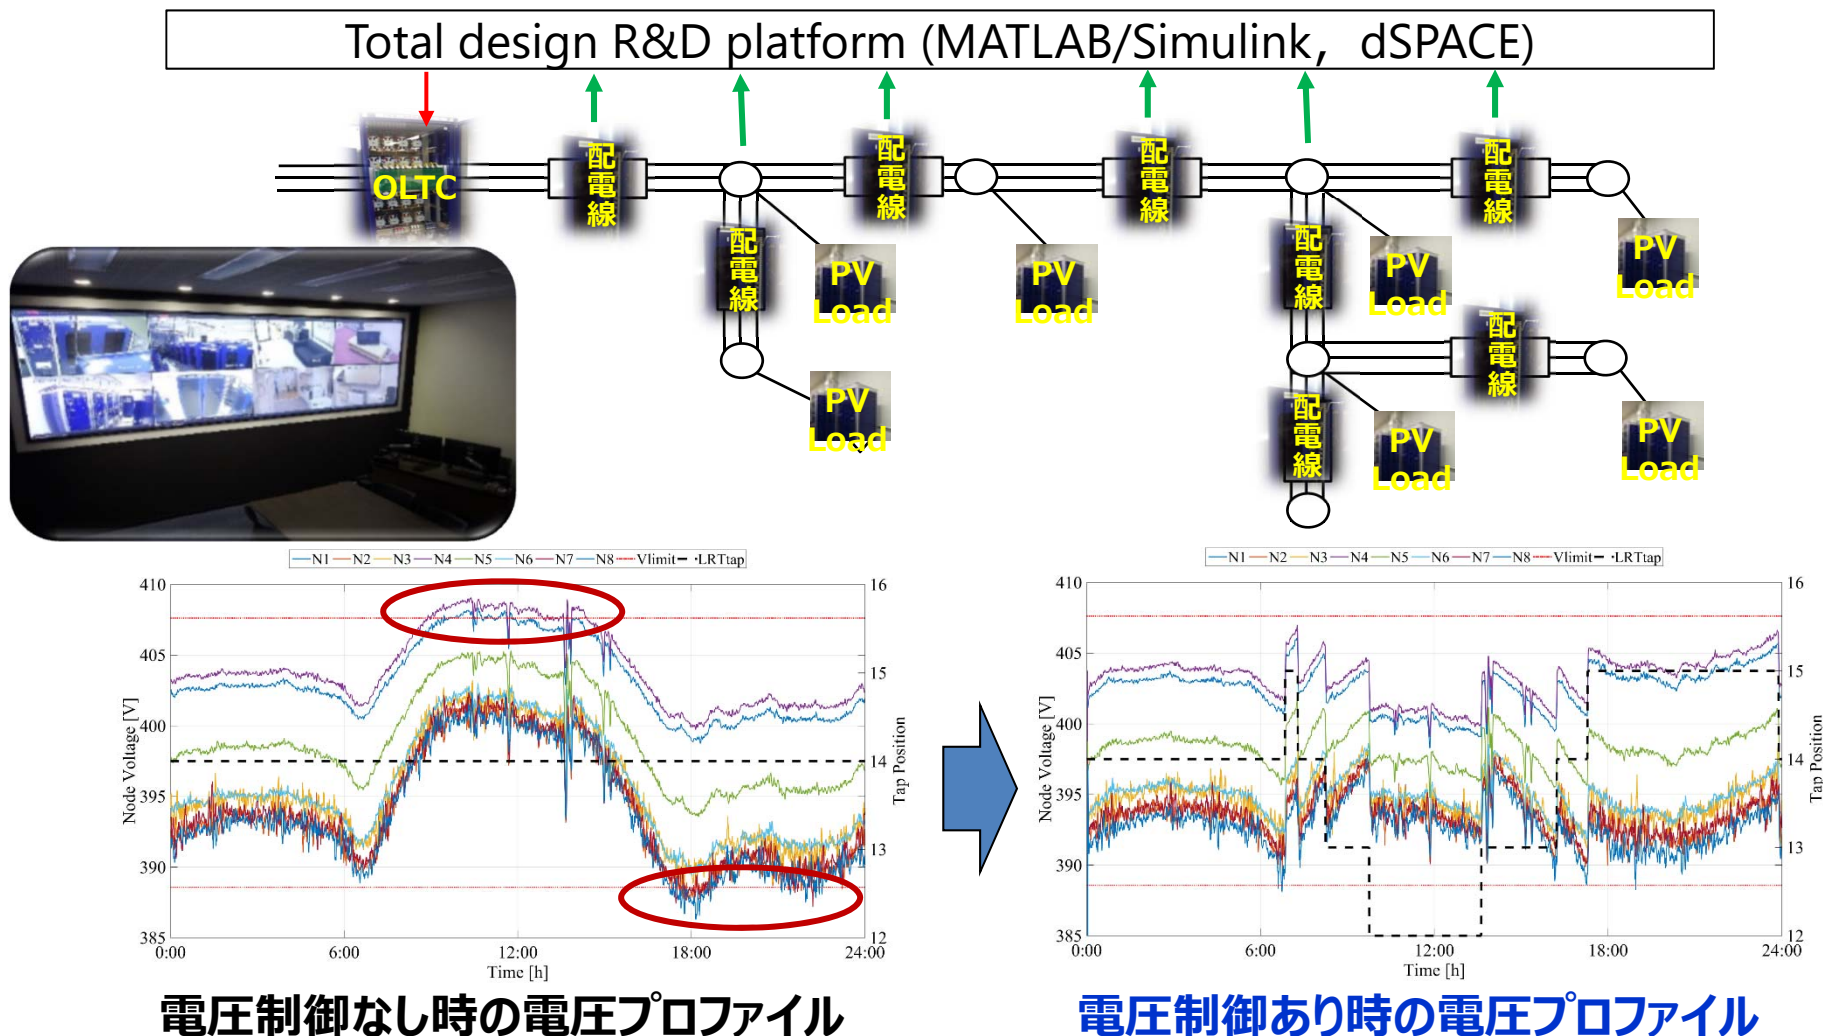 Total design R&D platform (MATLAB/Simulink, dSPACE)
OLTC
配電線
配電線
配電線
配電線
配電線
配電線
配電線
配電線
PV
Load
PV
Load
PV
Load
PV
Load
PV
Load
PV
Load
PV
Load
N1 N2 N3 N4 N5 N6 N7 N8 Vlimit LRTtap
410
405
400
395
390
385
Node Voltage [V]
16
15
14
13
12
Tap Position
0:00 6:00 12:00 18:00 24:00
Time [h]
電圧制御なし時の電圧プロファイル
N1 N2 N3 N4 N5 N6 N7 N8 Vlimit LRTtap
410
405
400
395
390
385
Node Voltage [V]
16
15
14
13
12
Tap Position
0:00 6:00 12:00 18:00 24:00
Time [h]
電圧制御あり時の電圧プロファイル